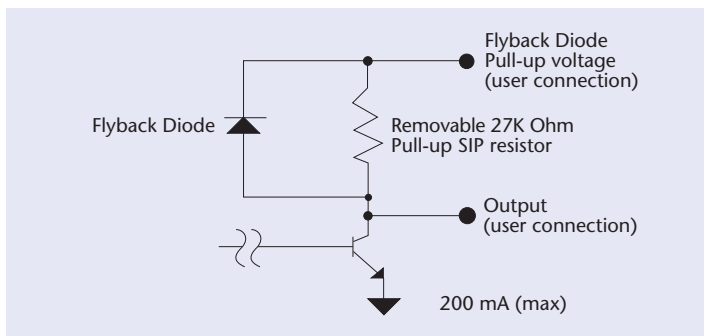 Flyback Diode
Pull-up voltage
(user connection)
Flyback Diode
Removable 27K Ohm
Pull-up SIP resistor
Output
(user connection)
200 mA (max)